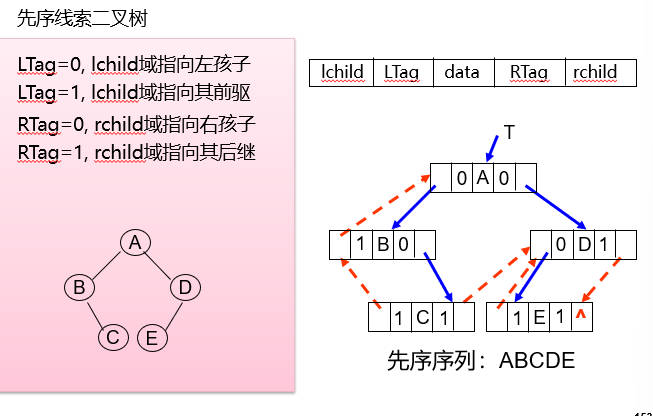 先序线索二叉树
LTag=0, lchild域指向左孩子
LTag=1, lchild域指向其前驱
RTag=0, rchild域指向右孩子
RTag=1, rchild域指向其后继
A
B D
C E
lchild LTag data RTag rchild
T
0 A 0
1 B 0 0 D 1
1 C 1 1 E 1 ^
先序序列：ABCDE